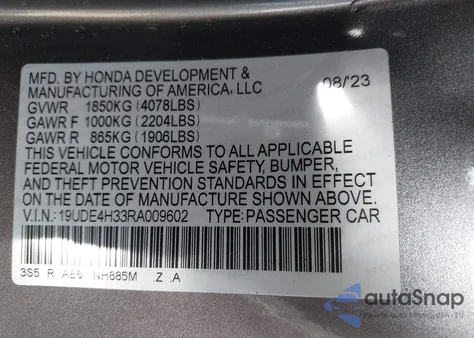 MFD. BY HONDA DEVELOPMENT &
MANUFACTURING OF AMERICA, LLC 08/23
GVWR 1850KG (4078LBS)
GAWR F 1000KG (2204LBS)
GAWR R 865KG (1906LBS)
THIS VEHICLE CONFORMS TO ALL APPLICABLE
FEDERAL MOTOR VEHICLE SAFETY, BUMPER,
AND THEFT PREVENTION STANDARDS IN EFFECT
ON THE DATE OF MANUFACTURE SHOWN ABOVE.
V.I.N.: 19UDE4H33RA009602 TYPE: PASSENGER CAR
3S5 R AE6 NH885M .Z .A
autoSnap